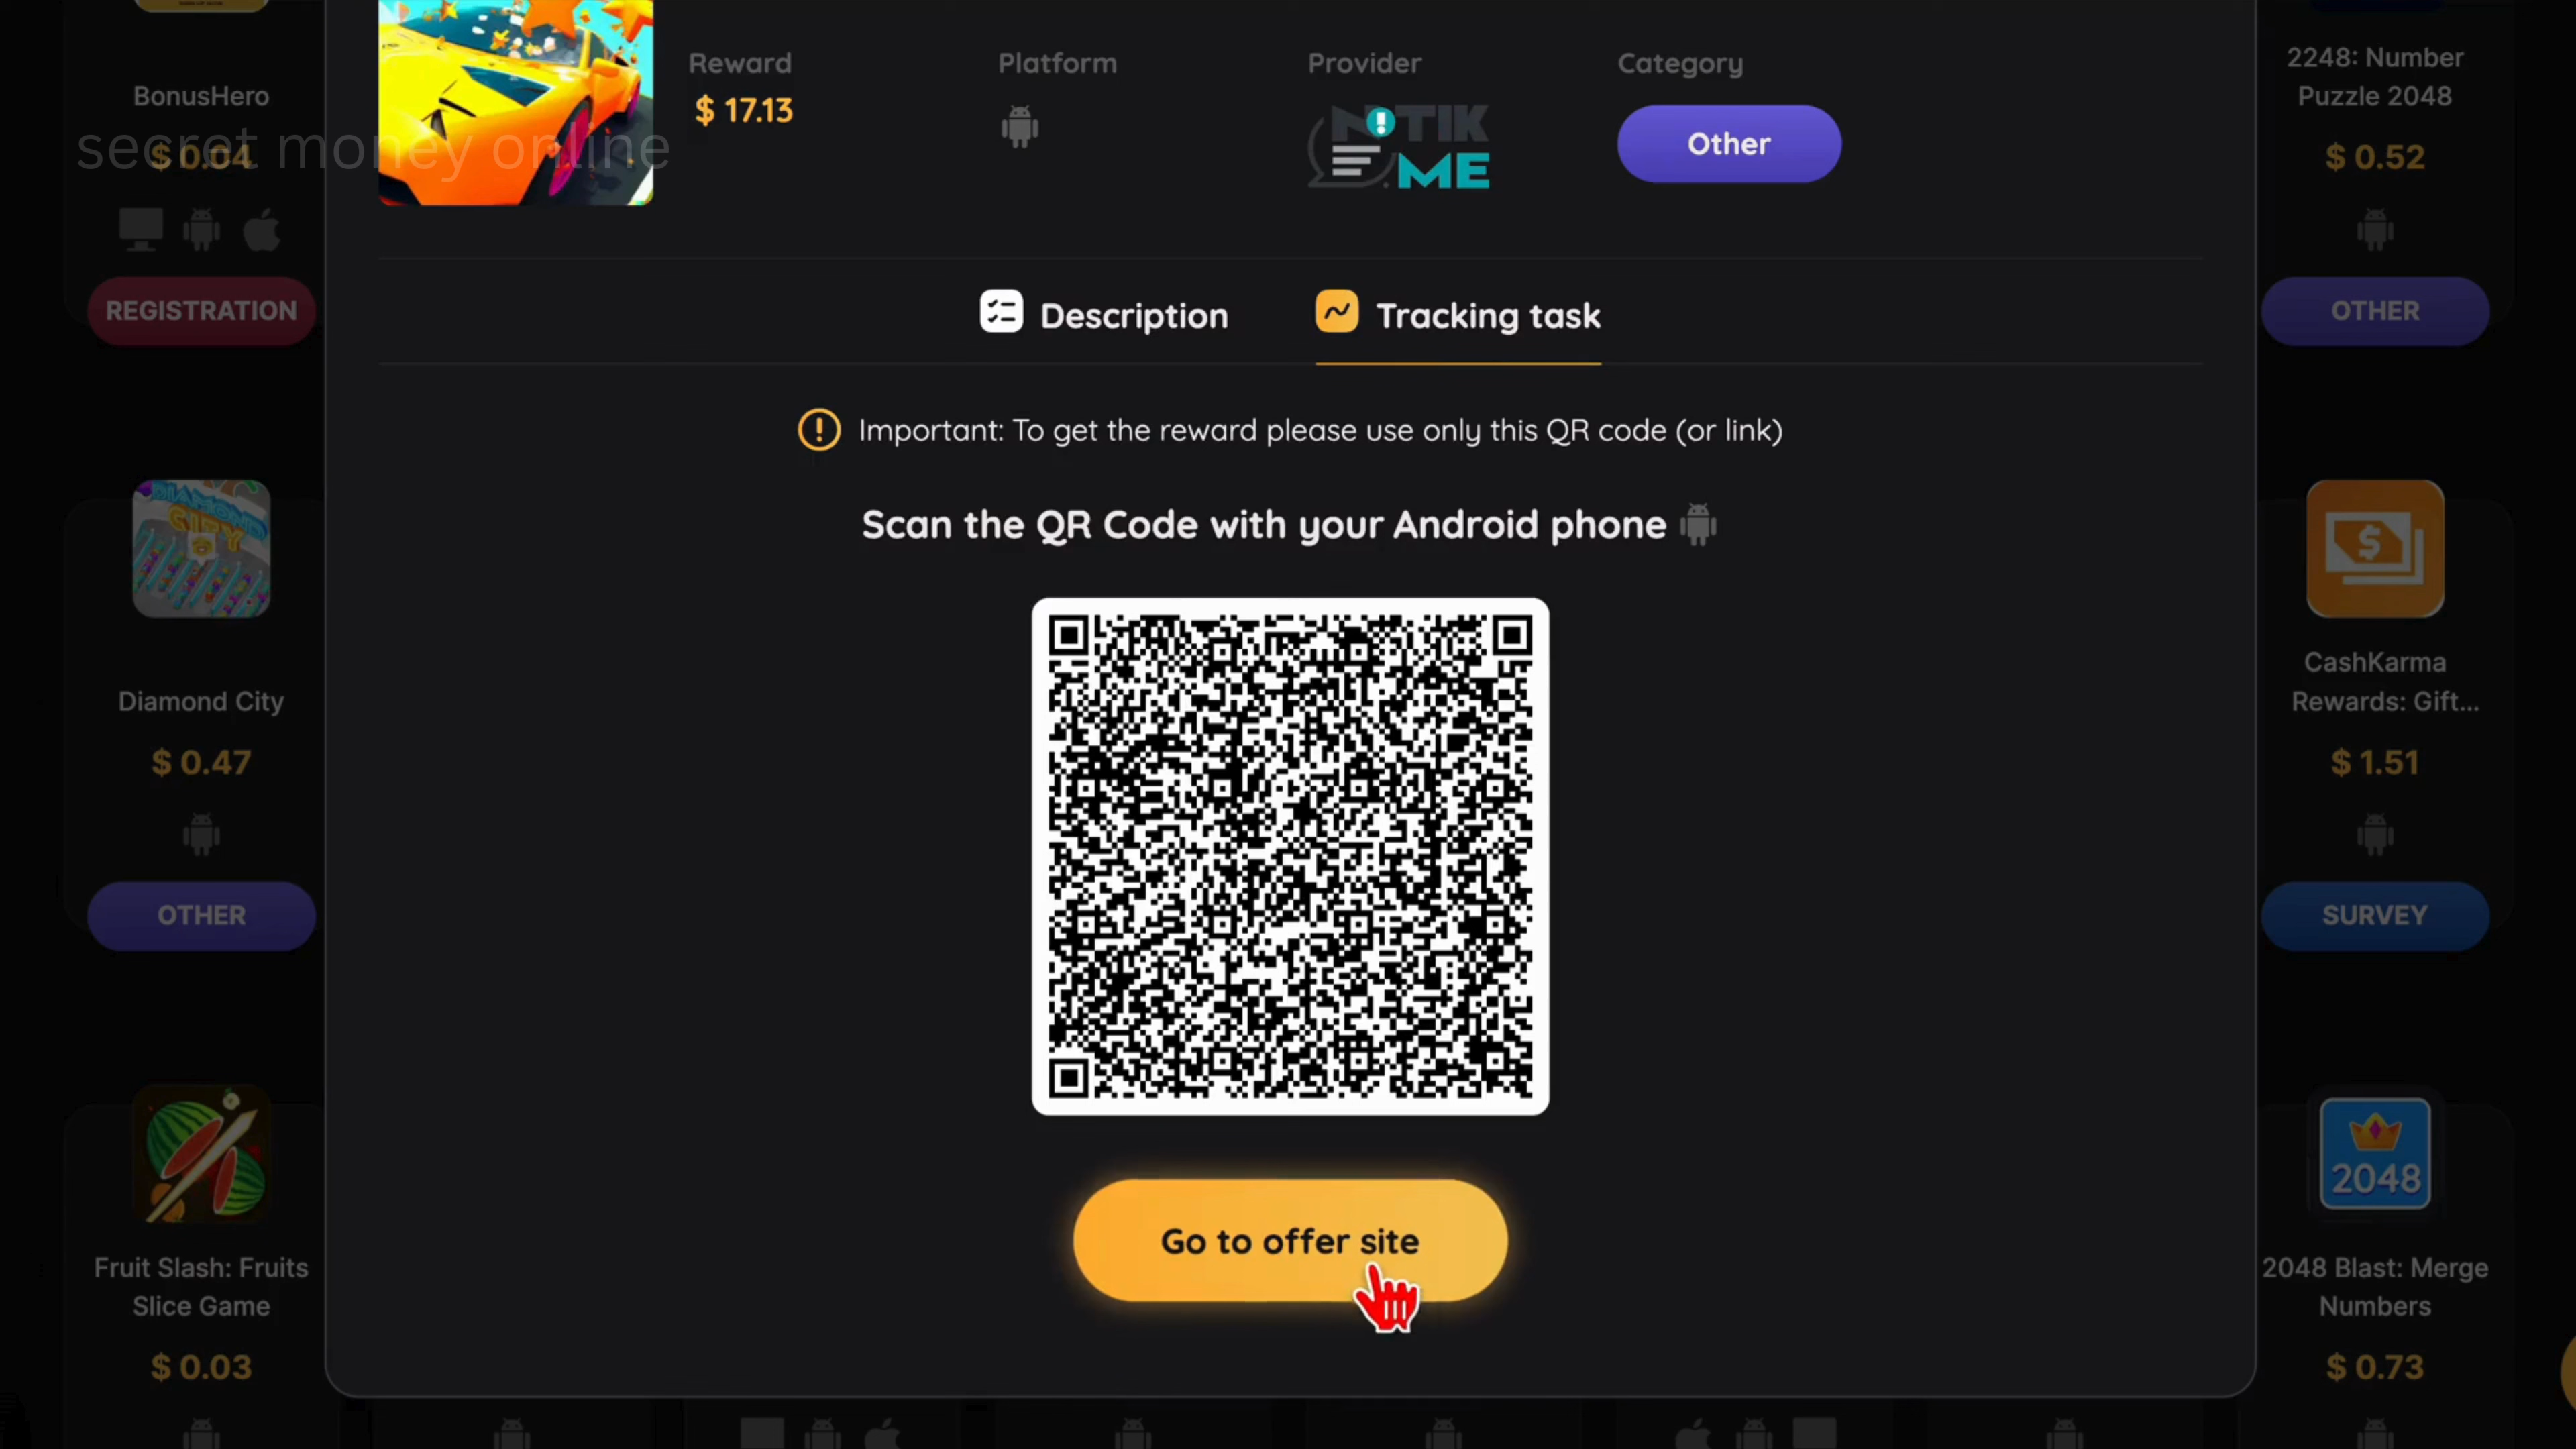 BonusHero
$ 0.04
secret money online
REGISTRATION
Diamond City
$ 0.47
OTHER
Fruit Slash: Fruits
Slice Game
$ 0.03
Reward
$ 17.13
Platform
Provider
NOTIK
ME
Category
Other
Description
Tracking task
Important: To get the reward please use only this QR code (or link)
Scan the QR Code with your Android phone
Go to offer site
2248: Number
Puzzle 2048
$ 0.52
OTHER
CashKarma
Rewards: Gift...
$ 1.51
SURVEY
2048
2048 Blast: Merge
Numbers
$ 0.73
DIAMOND
CITY